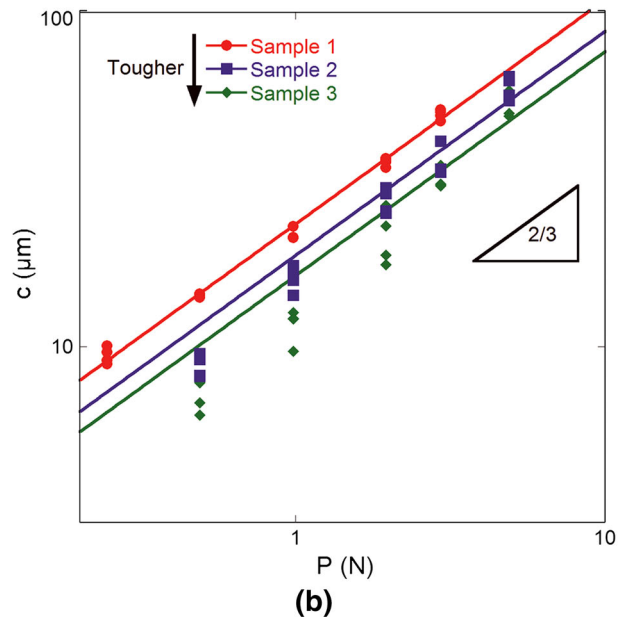 100
Tougher
Sample 1
Sample 2
Sample 3
2/3
c (μm)
10
1
10
P (N)
(b)